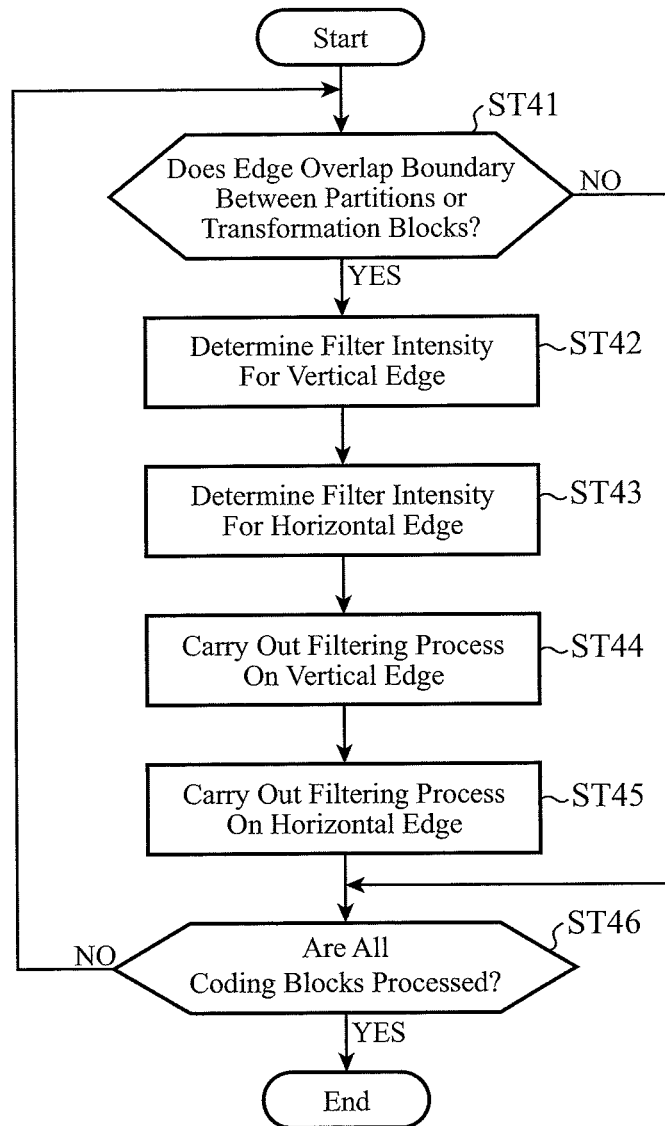 Start
ST41
Does Edge Overlap Boundary
Between Partitions or
Transformation Blocks?
NO
YES
Determine Filter Intensity
For Vertical Edge
ST42
Determine Filter Intensity
For Horizontal Edge
ST43
Carry Out Filtering Process
On Vertical Edge
ST44
Carry Out Filtering Process
On Horizontal Edge
ST45
ST46
Are All
Coding Blocks Processed?
NO
YES
End